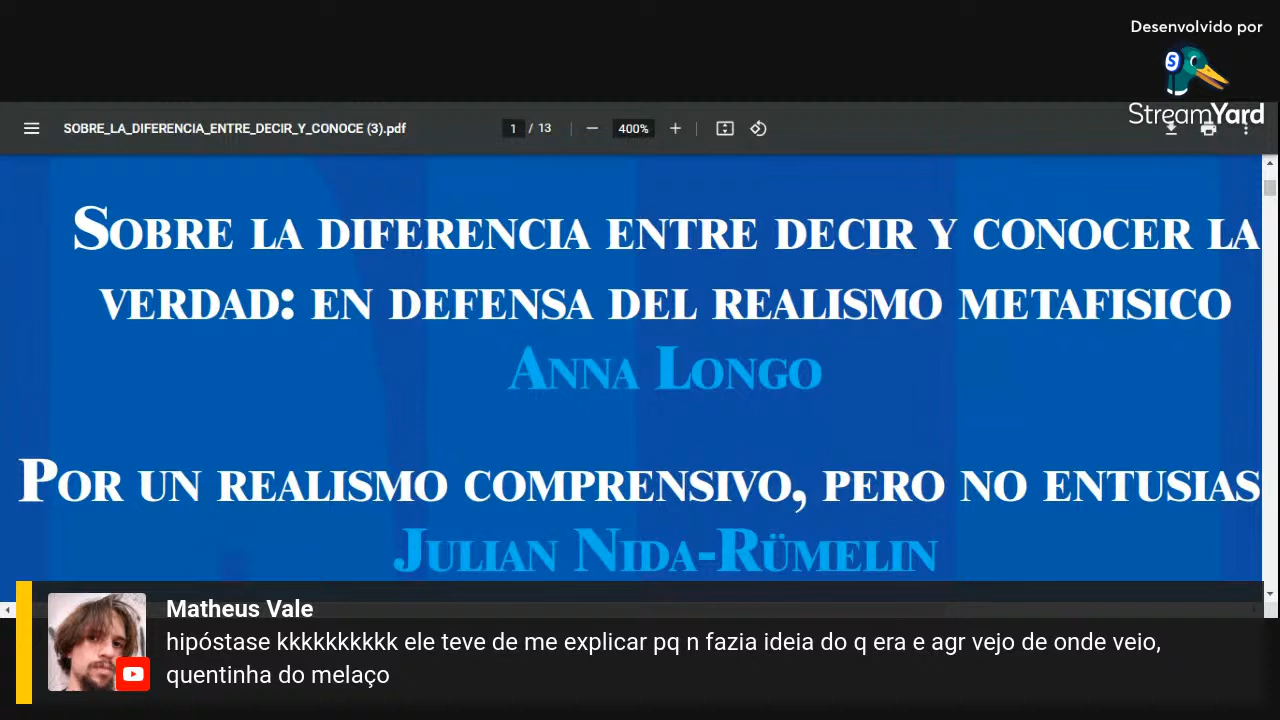 Desenvolvido por
StreamYard
SOBRE_LA_DIFERENCIA_ENTRE_DECIR_Y_CONOCE (3).pdf
1 / 13
400%
SOBRE LA DIFERENCIA ENTRE DECIR Y CONOCER LA
VERDAD: EN DEFENSA DEL REALISMO METAFISICO
ANNA LONGO
POR UN REALISMO COMPRENSIVO, PERO NO ENTUSIAS
JULIAN NIDA-RÜMELIN
Matheus Vale
hipóstase kkkkkkkkkk ele teve de me explicar pq n fazia ideia do q era e agr vejo de onde veio,
quentinha do melaço